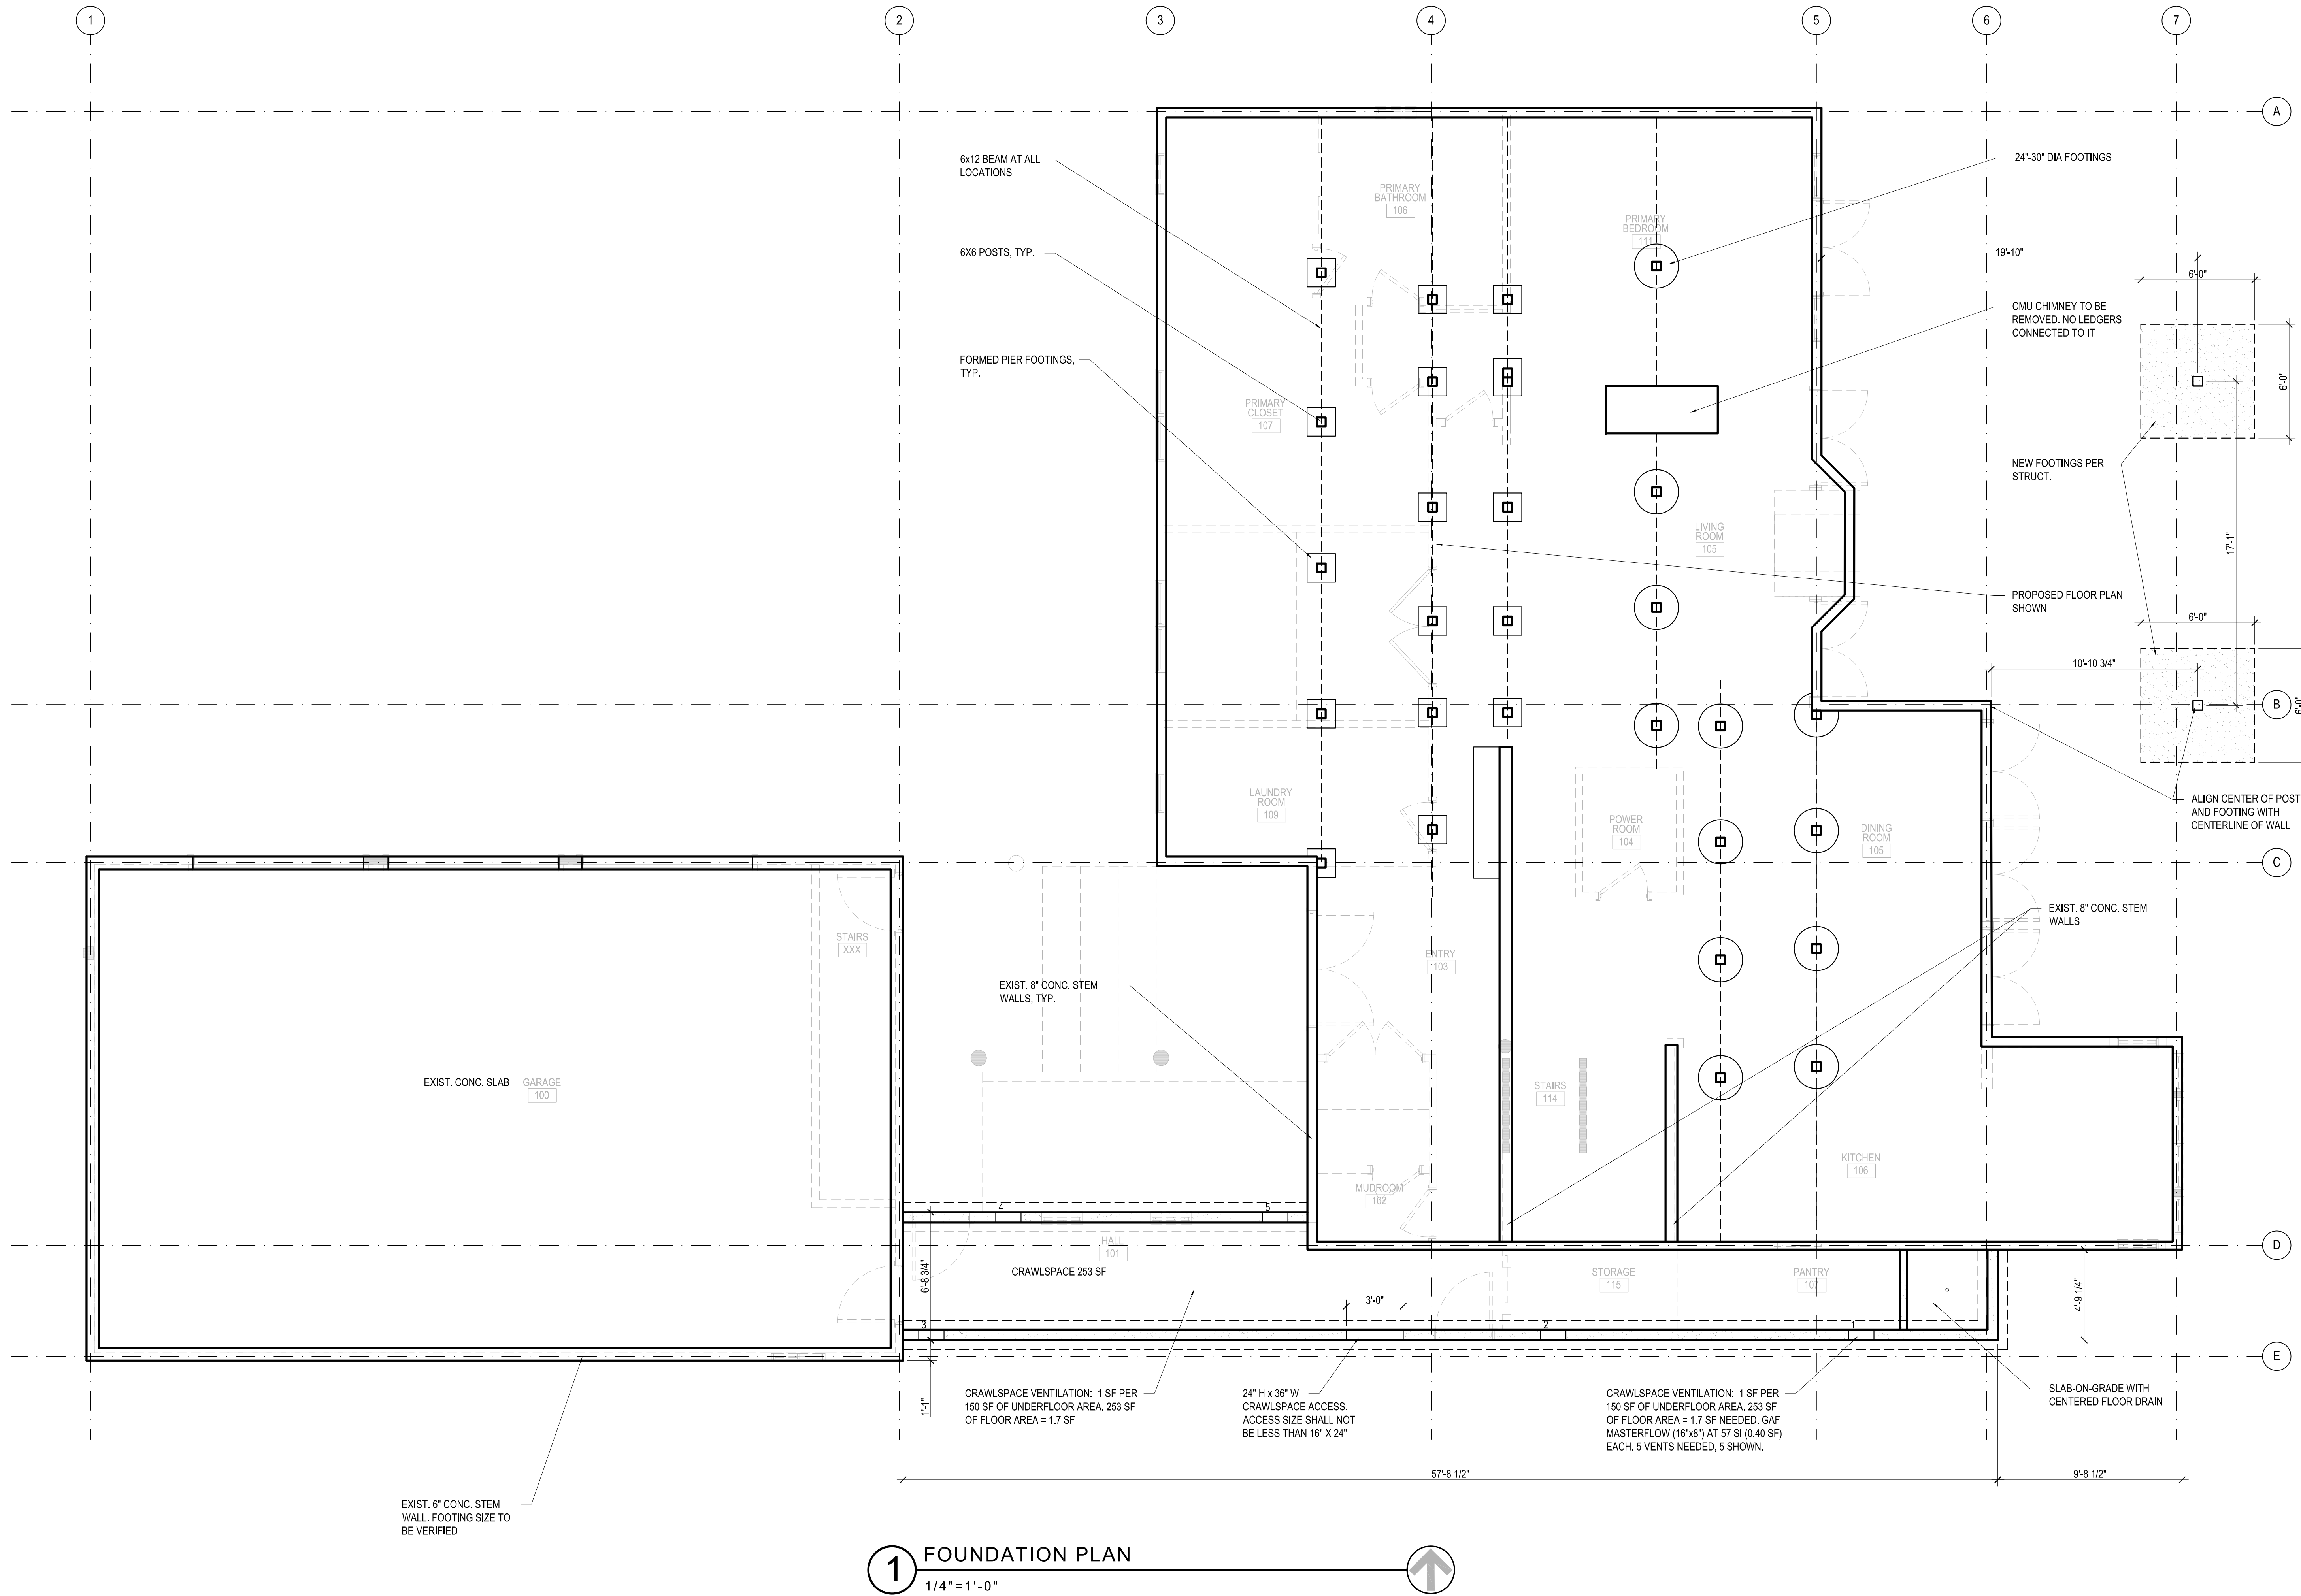 1
2
3
4
5
6
7
A
6x12 BEAM AT ALL
LOCATIONS
24"-30" DIA FOOTINGS
PRIMARY
BATHROOM
106
PRIMARY
BEDROOM
111
6X6 POSTS, TYP.
19'-10"
6'-0"
CMU CHIMNEY TO BE
REMOVED. NO LEDGERS
CONNECTED TO IT
FORMED PIER FOOTINGS,
TYP.
6'-0"
PRIMARY
CLOSET
107
NEW FOOTINGS PER
STRUCT.
LIVING
ROOM
105
17'-1"
PROPOSED FLOOR PLAN
SHOWN
6'-0"
10'-10 3/4"
B
6'-0"
LAUNDRY
ROOM
109
POWER
ROOM
104
DINING
ROOM
105
ALIGN CENTER OF POST
AND FOOTING WITH
CENTERLINE OF WALL
C
EXIST. 8" CONC. STEM
WALLS
STAIRS
XXX
ENTRY
103
EXIST. 8" CONC. STEM
WALLS, TYP.
EXIST. CONC. SLAB
GARAGE
100
STAIRS
114
KITCHEN
106
MUDROOM
102
4
5
HALL
101
D
CRAWLSPACE 253 SF
6'-8 3/4"
STORAGE
115
PANTRY
107
4'-9 1/4"
3'-0"
3
2
1
E
1'-1"
CRAWLSPACE VENTILATION: 1 SF PER
150 SF OF UNDERFLOOR AREA. 253 SF
OF FLOOR AREA = 1.7 SF
24" H x 36" W
CRAWLSPACE ACCESS.
ACCESS SIZE SHALL NOT
BE LESS THAN 16" X 24"
CRAWLSPACE VENTILATION: 1 SF PER
150 SF OF UNDERFLOOR AREA. 253 SF
OF FLOOR AREA = 1.7 SF NEEDED. GAF
MASTERFLOW (16"x8") AT 57 SI (0.40 SF)
EACH. 5 VENTS NEEDED, 5 SHOWN.
SLAB-ON-GRADE WITH
CENTERED FLOOR DRAIN
57'-8 1/2"
9'-8 1/2"
EXIST. 6" CONC. STEM
WALL. FOOTING SIZE TO
BE VERIFIED
1
FOUNDATION PLAN
1/4"=1'-0"